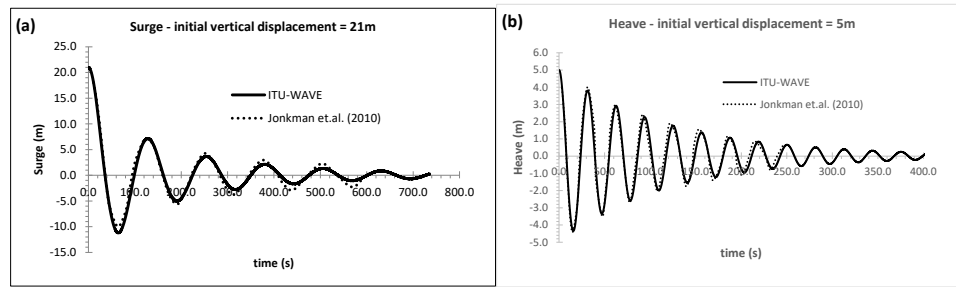 (a)
Surge - initial vertical displacement = 21m
25.0
20.0
15.0
10.0
5.0
0.0
-5.0
-10.0
-15.0
0.0 100.0 200.0 300.0 400.0 500.0 600.0 700.0 800.0
Surge (m)
time (s)
ITU-WAVE
Jonkman et.al. (2010)
(b)
Heave - initial vertical displacement = 5m
6.0
5.0
4.0
3.0
2.0
1.0
0.0
-1.0
-2.0
-3.0
-4.0
-5.0
0.0 50.0 100.0 150.0 200.0 250.0 300.0 350.0 400.0
Heave (m)
time (s)
ITU-WAVE
Jonkman et.al. (2010)